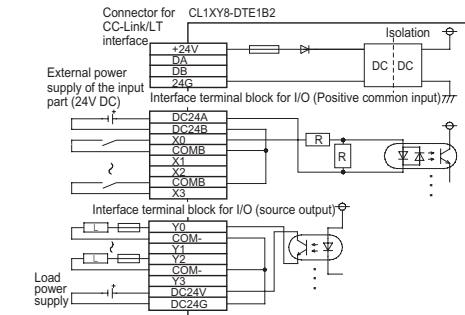 Connector for CC-Link/LT interface
CL1XY8-DTE1B2
Isolation
+24V
DA
DB
24G
DC DC
External power supply of the input part (24V DC)
Interface terminal block for I/O (Positive common input)
DC24A
DC24B
X0
COMB
X1
X2
COMB
X3
R
R
Interface terminal block for I/O (source output)
L
L
Y0
COM-
Y1
Y2
COM-
Y3
DC24V
DC24G
Load power supply